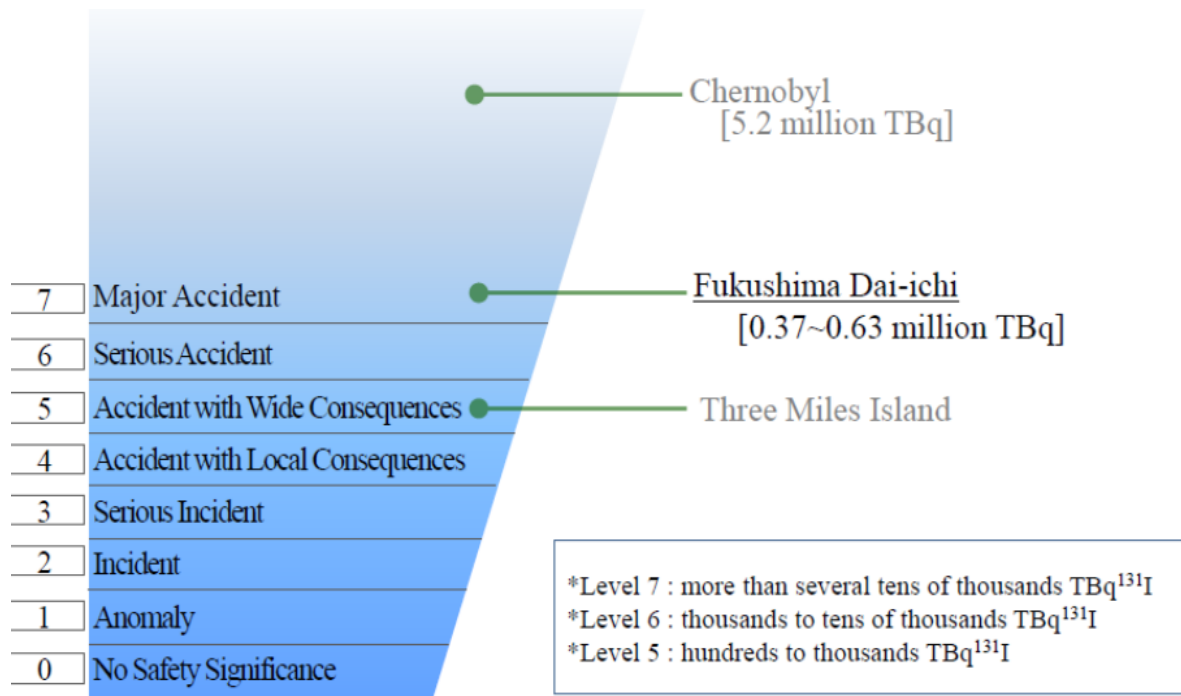 Chernobyl
[5.2 million TBq]
7 Major Accident
Fukushima Dai-ichi
[0.37~0.63 million TBq]
6 Serious Accident
5 Accident with Wide Consequences
Three Miles Island
4 Accident with Local Consequences
3 Serious Incident
2 Incident
1 Anomaly
0 No Safety Significance
*Level 7 : more than several tens of thousands TBq¹³¹I
*Level 6 : thousands to tens of thousands TBq¹³¹I
*Level 5 : hundreds to thousands TBq¹³¹I